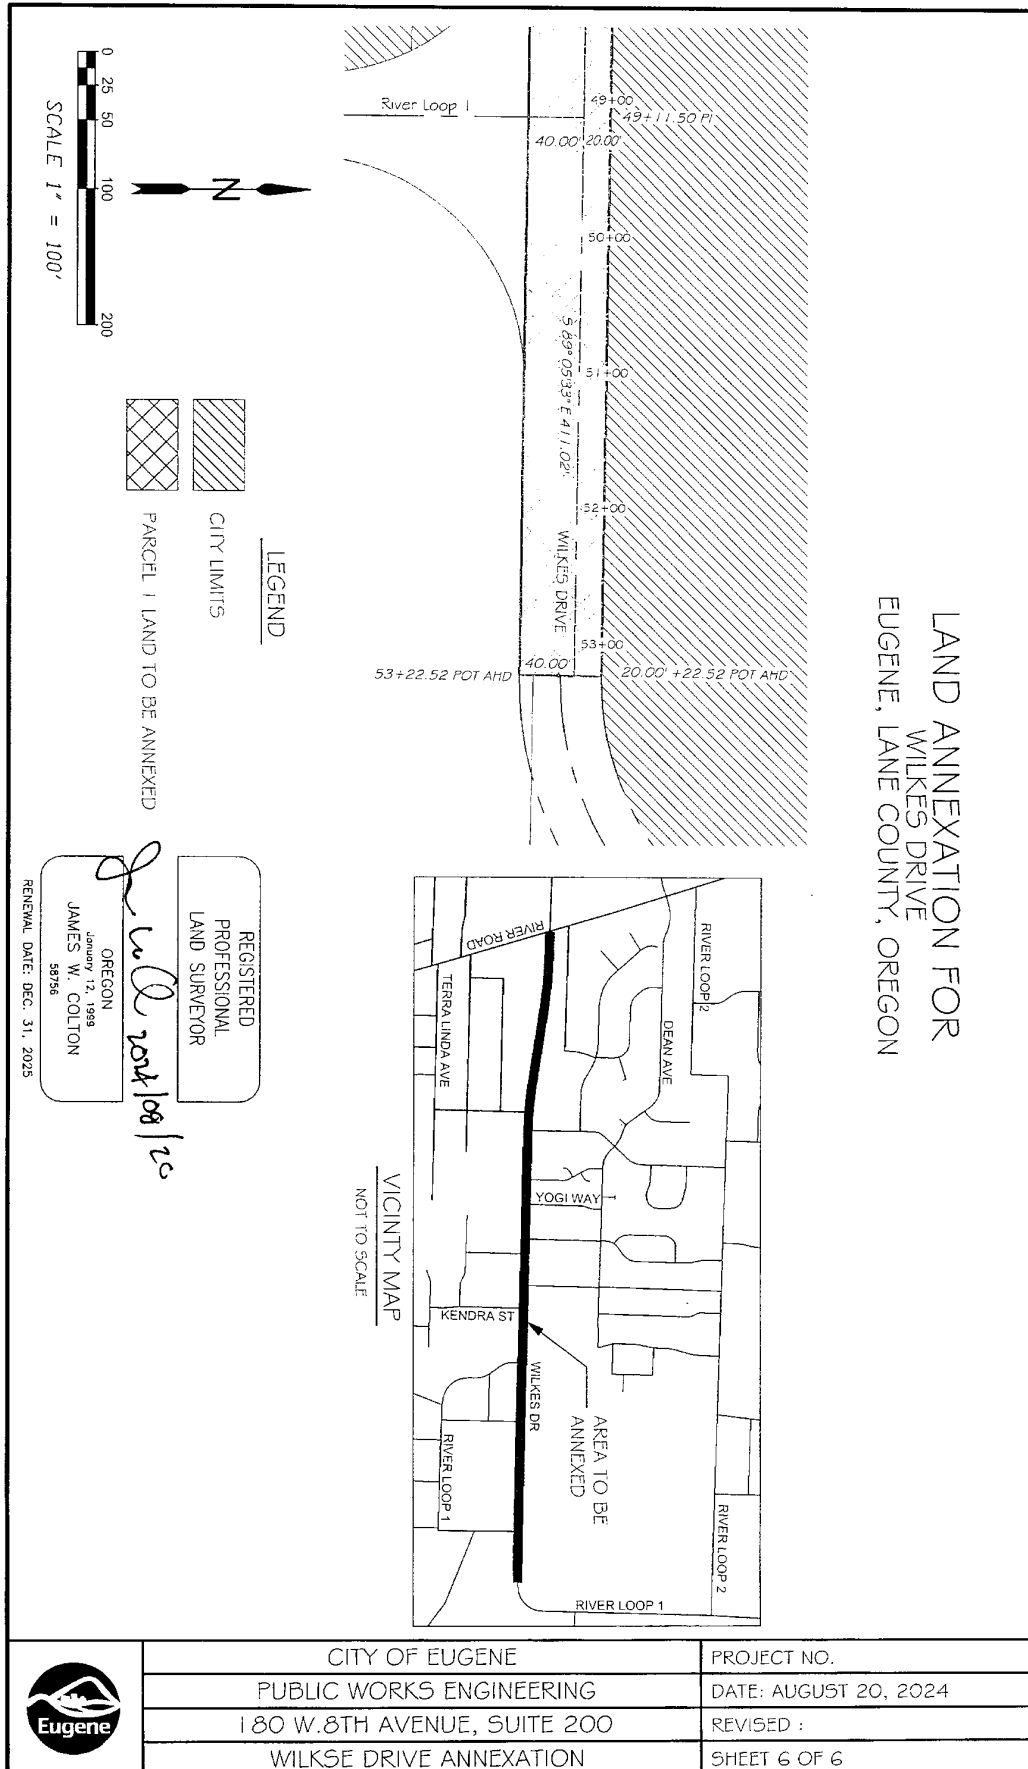 LAND ANNEXATION FOR
WILKES DRIVE
EUGENE, LANE COUNTY, OREGON
River Loop 1
49+00
49+11.50 PI
40.00'
20.00'
50+00
S 89° 05'33" E 411.02'
51+00
52+00
WILKES DRIVE
53+00
40.00'
53+22.52 POT AHD
20.00' +22.52 POT AHD
0
25
50
100
200
SCALE 1" = 100'
N
LEGEND
CITY LIMITS
PARCEL 1 LAND TO BE ANNEXED
REGISTERED
PROFESSIONAL
LAND SURVEYOR
2024/08/20
OREGON
January 12, 1999
JAMES W. COLTON
58756
RENEWAL DATE: DEC. 31, 2025
RIVER ROAD
RIVER LOOP 2
TERRA LINDA AVE
DEAN AVE
YOGI WAY
KENDRA ST
WILKES DR
AREA TO BE
ANNEXED
RIVER LOOP 1
RIVER LOOP 2
RIVER LOOP 1
VICINTY MAP
NOT TO SCALE
Eugene
CITY OF EUGENE
PUBLIC WORKS ENGINEERING
180 W.8TH AVENUE, SUITE 200
WILKSE DRIVE ANNEXATION
PROJECT NO.
DATE: AUGUST 20, 2024
REVISED :
SHEET 6 OF 6